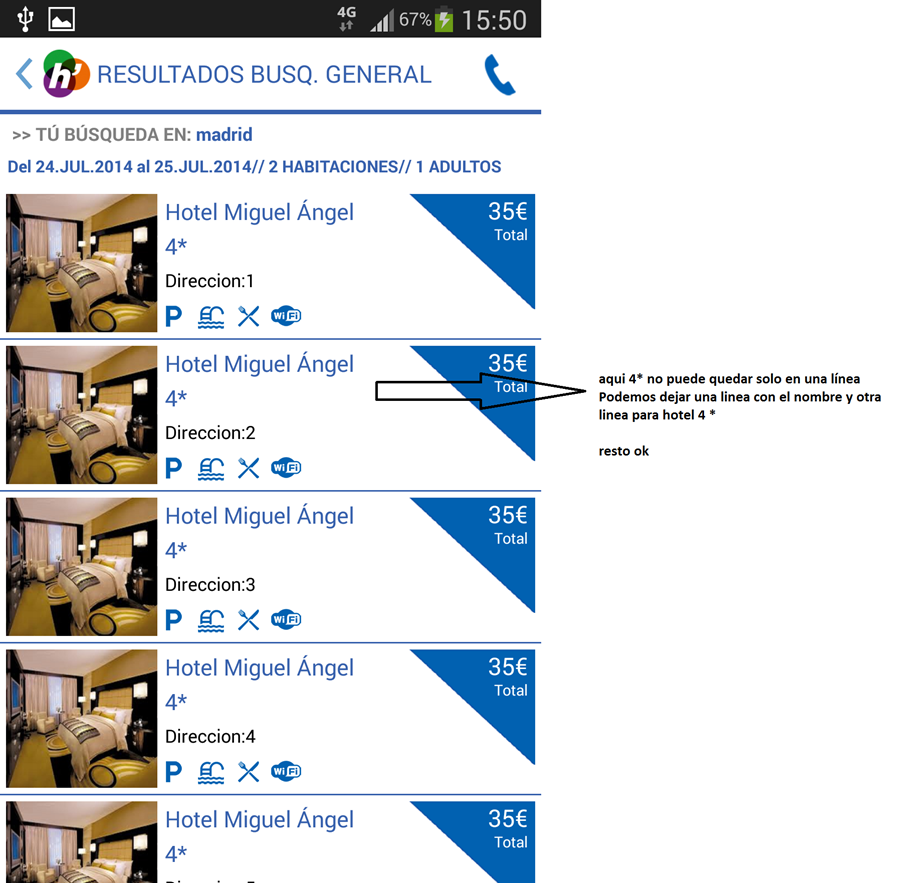 4G 67% 15:50
h' RESULTADOS BUSQ. GENERAL
>> TÚ BÚSQUEDA EN: madrid
Del 24.JUL.2014 al 25.JUL.2014// 2 HABITACIONES// 1 ADULTOS
Hotel Miguel Ángel
4*
Direccion:1
P WiFi
35€
Total
Hotel Miguel Ángel
4*
Direccion:2
P WiFi
35€
Total
aqui 4* no puede quedar solo en una línea
Podemos dejar una linea con el nombre y otra
linea para hotel 4 *
resto ok
Hotel Miguel Ángel
4*
Direccion:3
P WiFi
35€
Total
Hotel Miguel Ángel
4*
Direccion:4
P WiFi
35€
Total
Hotel Miguel Ángel
4*
35€
Total